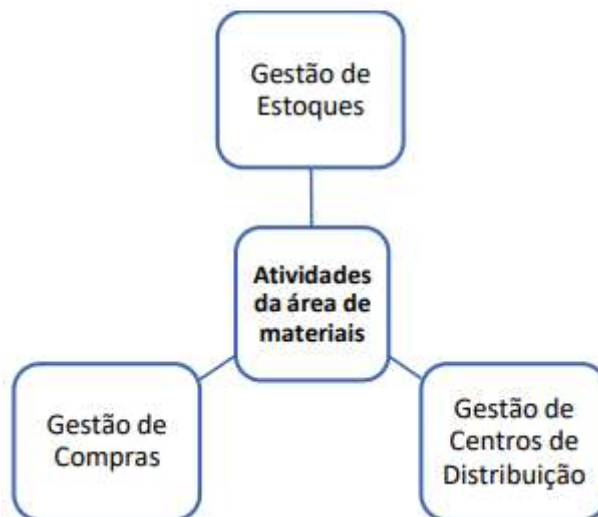 Gestão de
Estoques
Atividades
da área de
materiais
Gestão de
Compras
Gestão de
Centros de
Distribuição